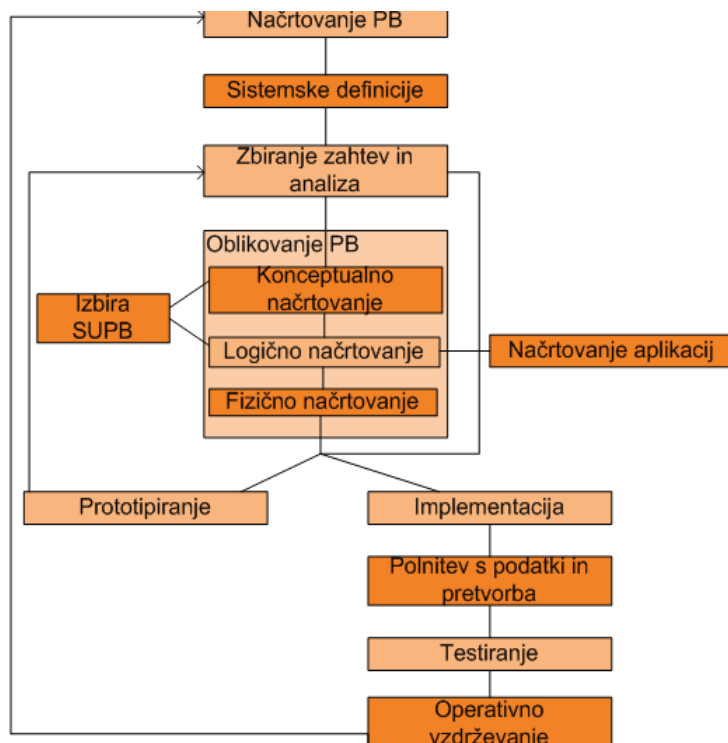 Načrtovanje PB
Sistemske definicije
Zbiranje zahtev in
analiza
Oblikovanje PB
Konceptualno
načrtovanje
Izbira
SUPB
Logično načrtovanje
Načrtovanje aplikacij
Fizično načrtovanje
Prototipiranje
Implementacija
Polnitev s podatki in
pretvorba
Testiranje
Operativno
vzdrževanje